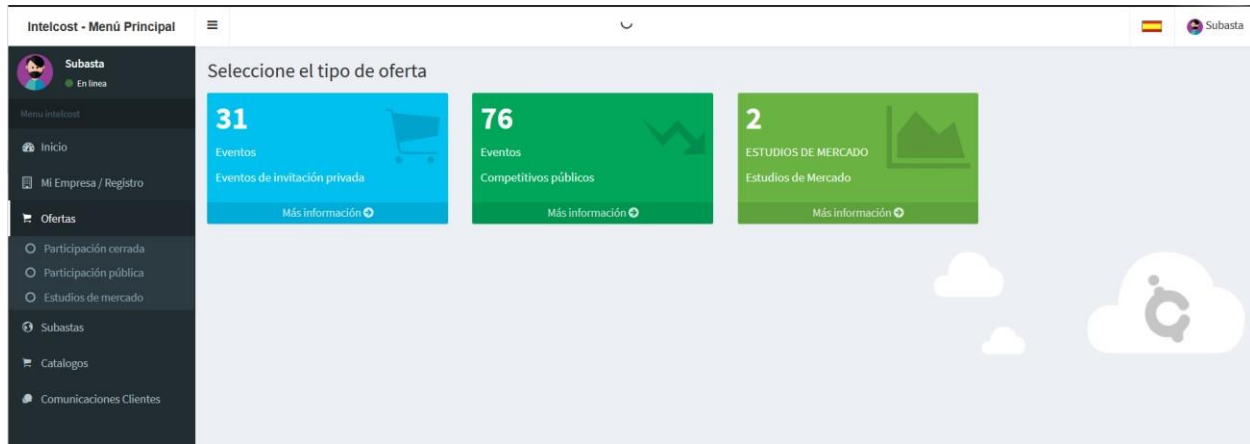 Intelcost - Menú Principal
Subasta
Subasta
En linea
Menu intelcost
Inicio
Mi Empresa / Registro
Ofertas
Participación cerrada
Participación pública
Estudios de mercado
Subastas
Catalogos
Comunicaciones Clientes
Seleccione el tipo de oferta
31
Eventos
Eventos de invitación privada
Más información
76
Eventos
Competitivos públicos
Más información
2
ESTUDIOS DE MERCADO
Estudios de Mercado
Más información